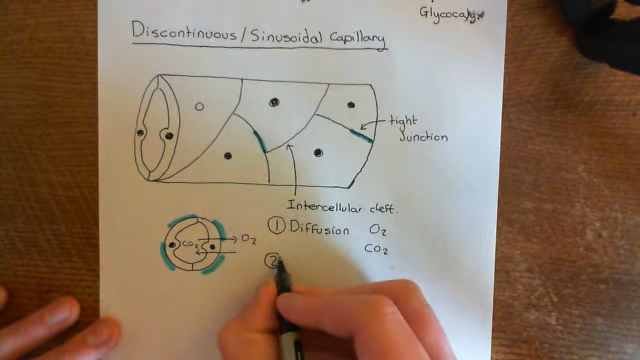 Glycocalyx
Discontinuous/Sinusoidal Capillary
tight
Junction
Intercellular cleft.
① Diffusion O₂
CO₂
CO₂
O₂
②